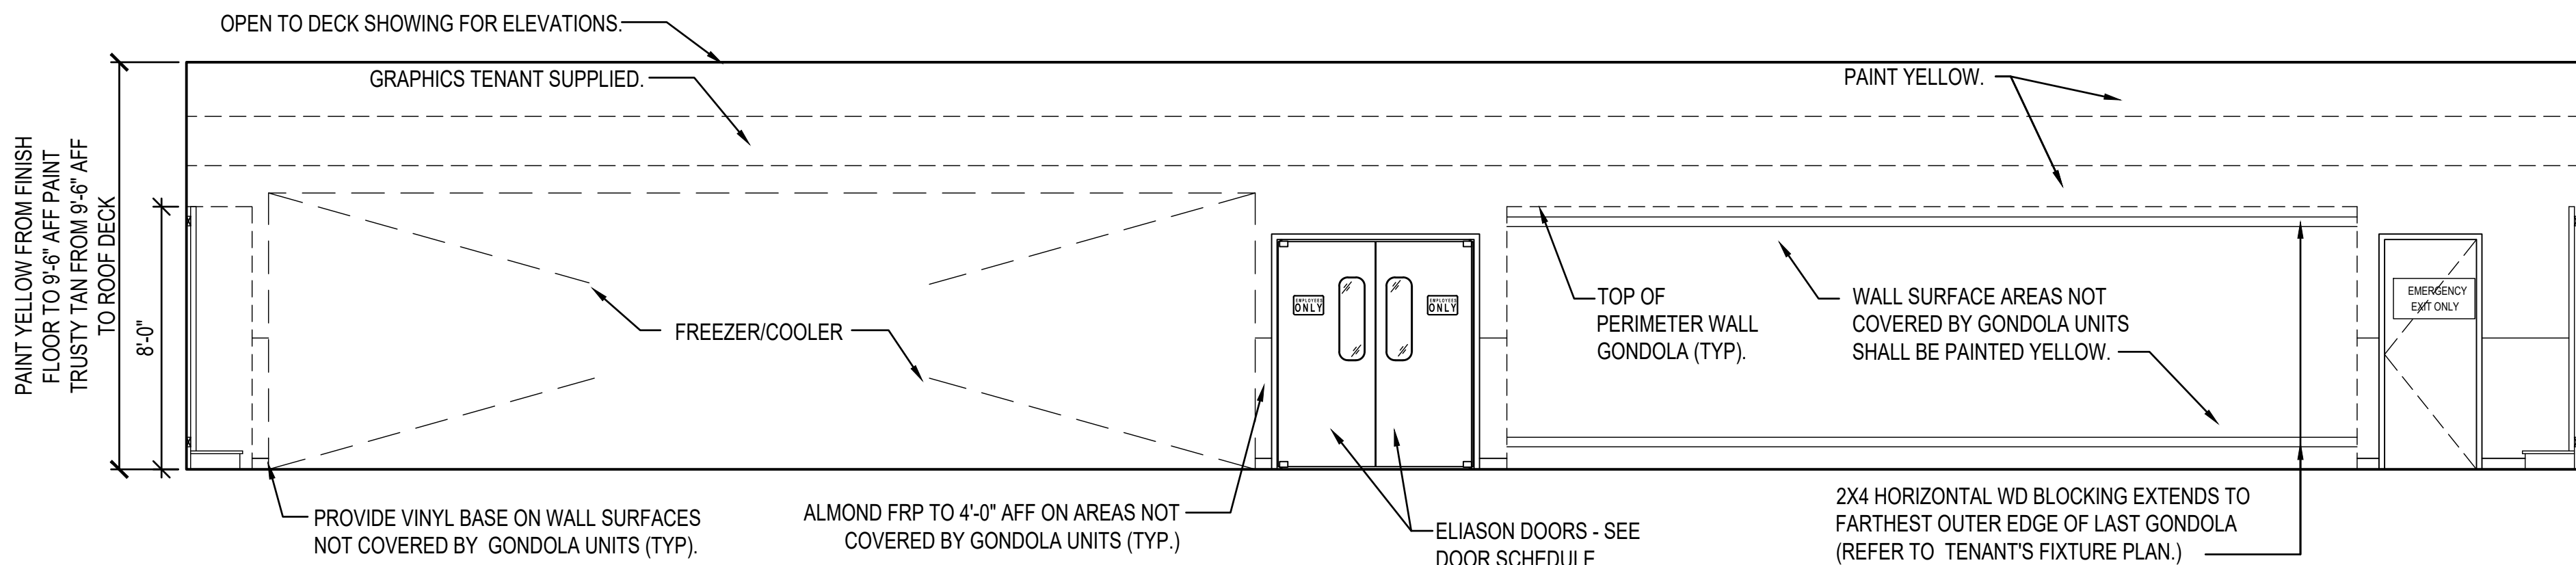 OPEN TO DECK SHOWING FOR ELEVATIONS.
GRAPHICS TENANT SUPPLIED.
PAINT YELLOW.
PAINT YELLOW FROM FINISH
FLOOR TO 9'-6" AFF PAINT
TRUSTY TAN FROM 9'-6" AFF
TO ROOF DECK
8'-0"
FREEZER/COOLER
EMPLOYEES
ONLY
EMPLOYEES
ONLY
TOP OF
PERIMETER WALL
GONDOLA (TYP).
WALL SURFACE AREAS NOT
COVERED BY GONDOLA UNITS
SHALL BE PAINTED YELLOW.
EMERGENCY
EXIT ONLY
PROVIDE VINYL BASE ON WALL SURFACES
NOT COVERED BY GONDOLA UNITS (TYP).
ALMOND FRP TO 4'-0" AFF ON AREAS NOT
COVERED BY GONDOLA UNITS (TYP.)
ELIASON DOORS - SEE
DOOR SCHEDULE
2X4 HORIZONTAL WD BLOCKING EXTENDS TO
FARTHEST OUTER EDGE OF LAST GONDOLA
(REFER TO TENANT'S FIXTURE PLAN.)